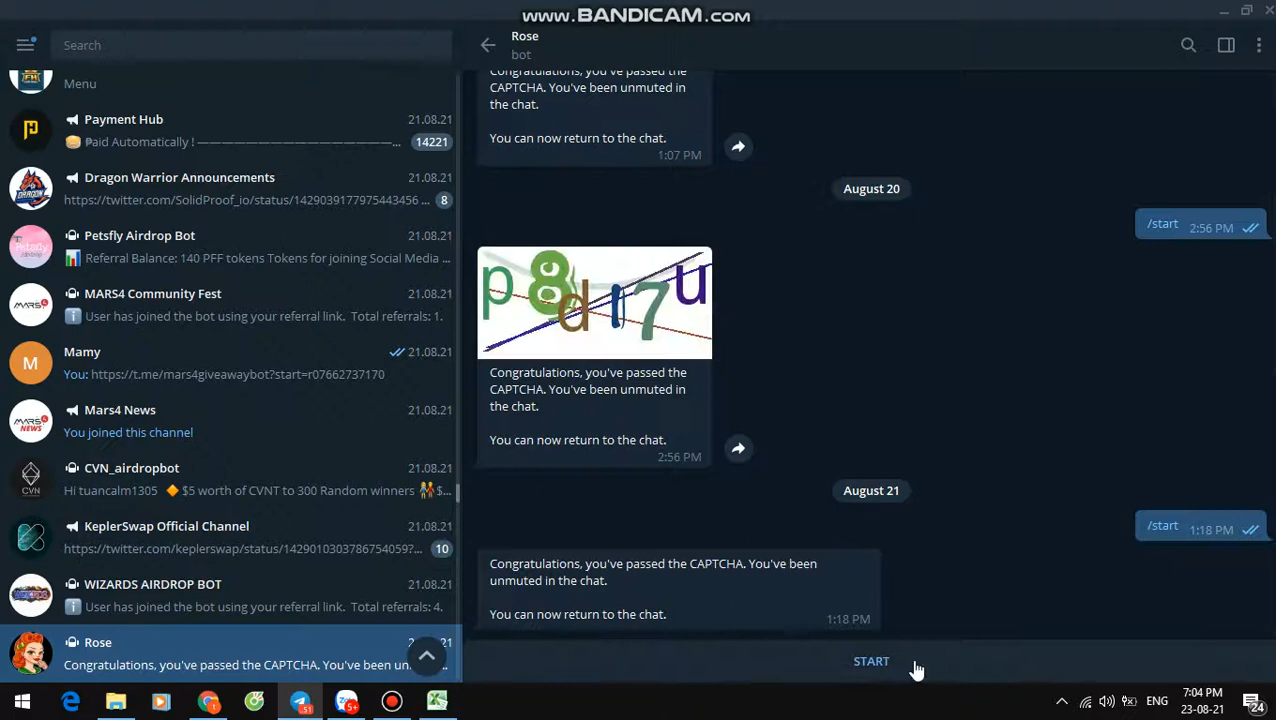 www.BANDICAM.com
Search
Menu
Payment Hub
21.08.21
Paid Automatically ! ————————————————...
14221
Dragon Warrior Announcements
21.08.21
https://twitter.com/SolidProof_io/status/1429039177975443456 ...
8
Petsfly Airdrop Bot
21.08.21
Referral Balance: 140 PFF tokens Tokens for joining Social Media ...
MARS4 Community Fest
21.08.21
User has joined the bot using your referral link.  Total referrals: 1.
M
Mamy
21.08.21
You: https://t.me/mars4giveawaybot?start=r07662737170
Mars4 News
21.08.21
You joined this channel
CVN_airdropbot
21.08.21
Hi tuancalm1305 $5 worth of CVNT to 300 Random winners $...
KeplerSwap Official Channel
21.08.21
https://twitter.com/keplerswap/status/1429010303786754059?...
10
WIZARDS AIRDROP BOT
21.08.21
User has joined the bot using your referral link.  Total referrals: 4.
Rose
Congratulations, you've passed the CAPTCHA. You've been un
Rose
bot
Congratulations, you've passed the
CAPTCHA. You've been unmuted in
the chat.
You can now return to the chat.
1:07 PM
August 20
/start 2:56 PM
p8dl7u
Congratulations, you've passed the
CAPTCHA. You've been unmuted in
the chat.
You can now return to the chat.
2:56 PM
August 21
/start 1:18 PM
Congratulations, you've passed the CAPTCHA. You've been
unmuted in the chat.
You can now return to the chat.
1:18 PM
START
51
5+
ENG
7:04 PM
23-08-21
24